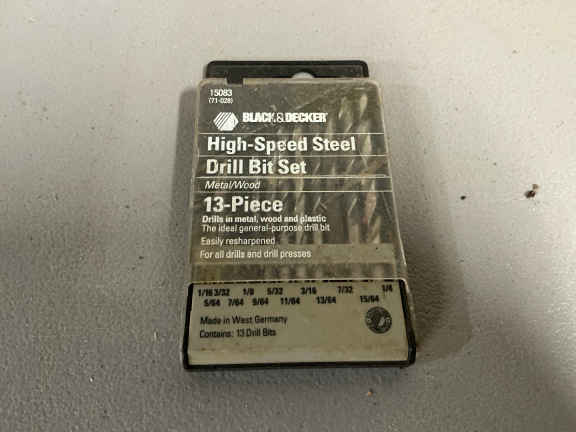 15083
(71-028)
BLACK&DECKER
High-Speed Steel
Drill Bit Set
Metal/Wood
13-Piece
Drills in metal, wood and plastic
The ideal general-purpose drill bit
Easily resharpened
For all drills and drill presses
1/16 3/32 1/8 5/32 3/16 7/32 1/4
5/64 7/64 9/64 11/64 13/64 15/64
Made in West Germany
Contains: 13 Drill Bits